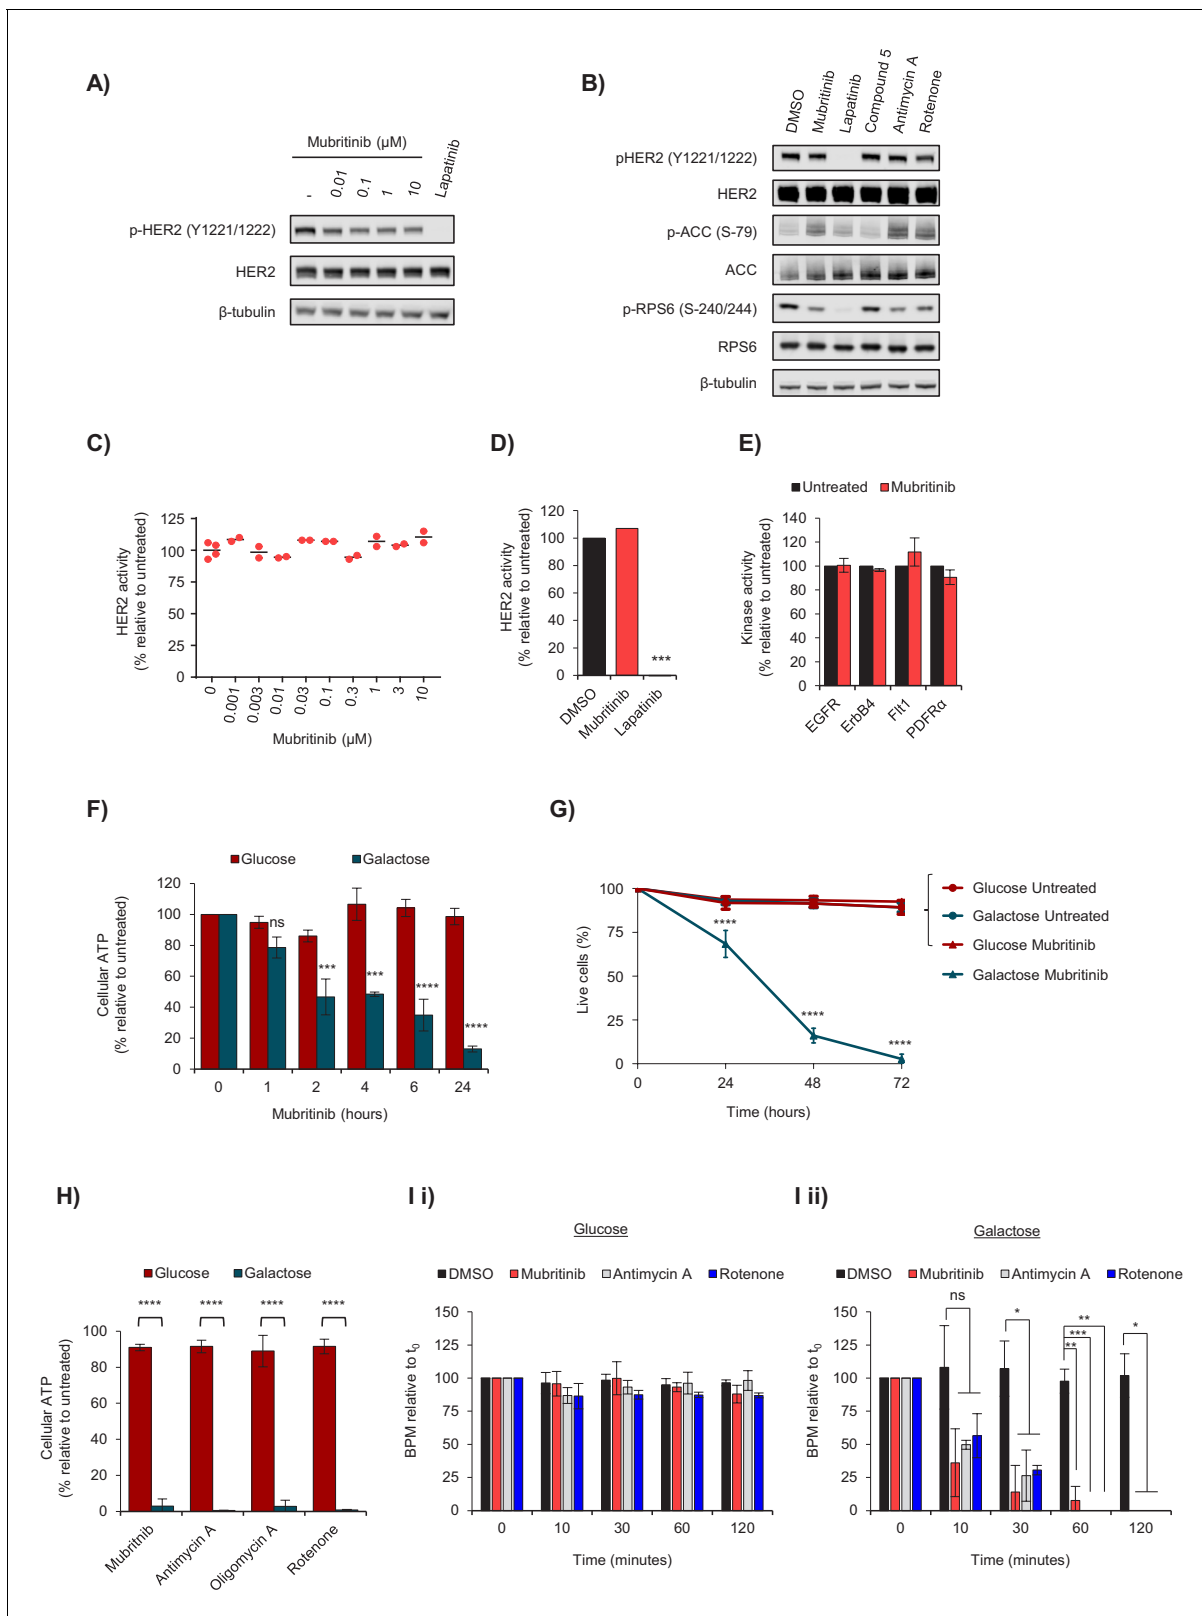 A)
Mubritinib (µM)
-
0.01
0.1
1
10
Lapatinib
p-HER2 (Y1221/1222)
HER2
β-tubulin
B)
DMSO
Mubritinib
Lapatinib
Compound 5
Antimycin A
Rotenone
pHER2 (Y1221/1222)
HER2
p-ACC (S-79)
ACC
p-RPS6 (S-240/244)
RPS6
β-tubulin
C)
HER2 activity
(% relative to untreated)
125
100
75
50
25
0
0
0.001
0.003
0.01
0.03
0.1
0.3
1
3
10
Mubritinib (µM)
D)
HER2 activity
(% relative to untreated)
120
100
80
60
40
20
0
***
DMSO
Mubritinib
Lapatinib
E)
Untreated
Mubritinib
Kinase activity
(% relative to untreated)
140
120
100
80
60
40
20
0
EGFR
ErbB4
Flt1
PDFRα
F)
Glucose
Galactose
Cellular ATP
(% relative to untreated)
120
100
80
60
40
20
0
ns
***
***
****
****
0 1 2 4 6 24
Mubritinib (hours)
G)
Live cells (%)
100
75
50
25
0
****
****
****
0 24 48 72
Time (hours)
Glucose Untreated
Galactose Untreated
Glucose Mubritinib
Galactose Mubritinib
H)
Glucose
Galactose
**** **** **** ****
Cellular ATP
(% relative to untreated)
100
80
60
40
20
0
Mubritnib
Antimycin A
Oligomycin A
Rotenone
I i)
Glucose
DMSO Mubritinib Antimycin A Rotenone
BPM relative to t0
150
125
100
75
50
25
0
0 10 30 60 120
Time (minutes)
I ii)
Galactose
DMSO Mubritinib Antimycin A Rotenone
BPM relative to t0
150
125
100
75
50
25
0
ns
*
**
***
**
*
0 10 30 60 120
Time (minutes)